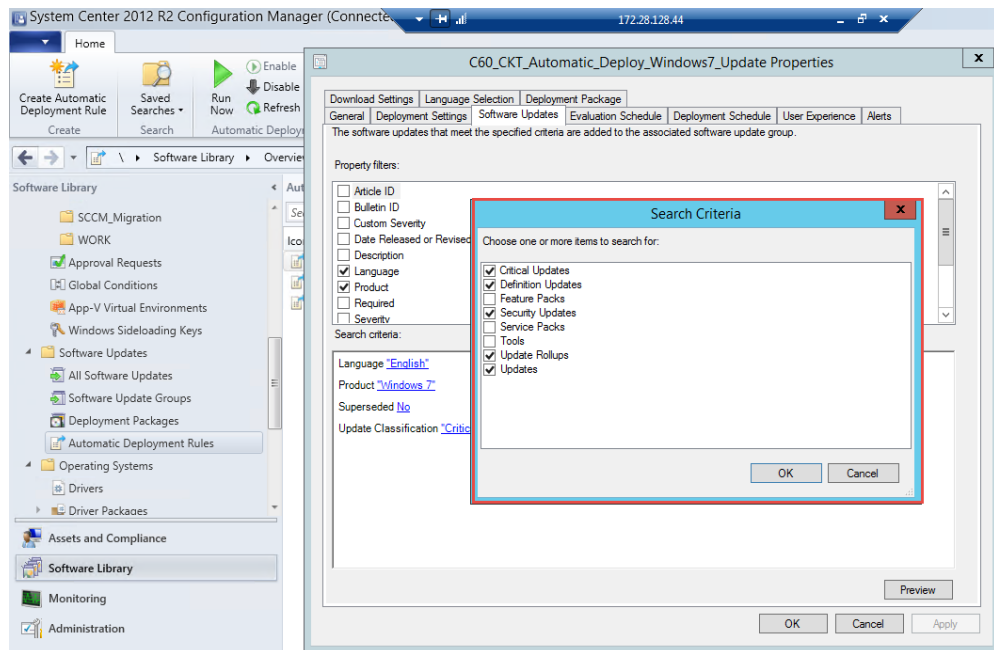 System Center 2012 R2 Configuration Manager (Connecte
172.28.128.44
Home
Create Automatic
Deployment Rule
Saved
Searches
Run
Now
Enable
Disable
Refresh
Create
Search
Automatic Deploy
\ Software Library Overvie
Software Library
SCCM_Migration
WORK
Approval Requests
Global Conditions
App-V Virtual Environments
Windows Sideloading Keys
Software Updates
All Software Updates
Software Update Groups
Deployment Packages
Automatic Deployment Rules
Operating Systems
Drivers
Driver Packages
Assets and Compliance
Software Library
Monitoring
Administration
Aut
Sea
Ico
C60_CKT_Automatic_Deploy_Windows7_Update Properties
x
Download Settings Language Selection Deployment Package
General Deployment Settings Software Updates Evaluation Schedule Deployment Schedule User Experience Alerts
The software updates that meet the specified criteria are added to the associated software update group.
Property filters:
Article ID
Bulletin ID
Custom Severity
Date Released or Revised
Description
Language
Product
Required
Severity
Search criteria:
Language "English"
Product "Windows 7"
Superseded No
Update Classification "Critic
Search Criteria
x
Choose one or more items to search for:
Critical Updates
Definition Updates
Feature Packs
Security Updates
Service Packs
Tools
Update Rollups
Updates
OK Cancel
Preview
OK Cancel Apply